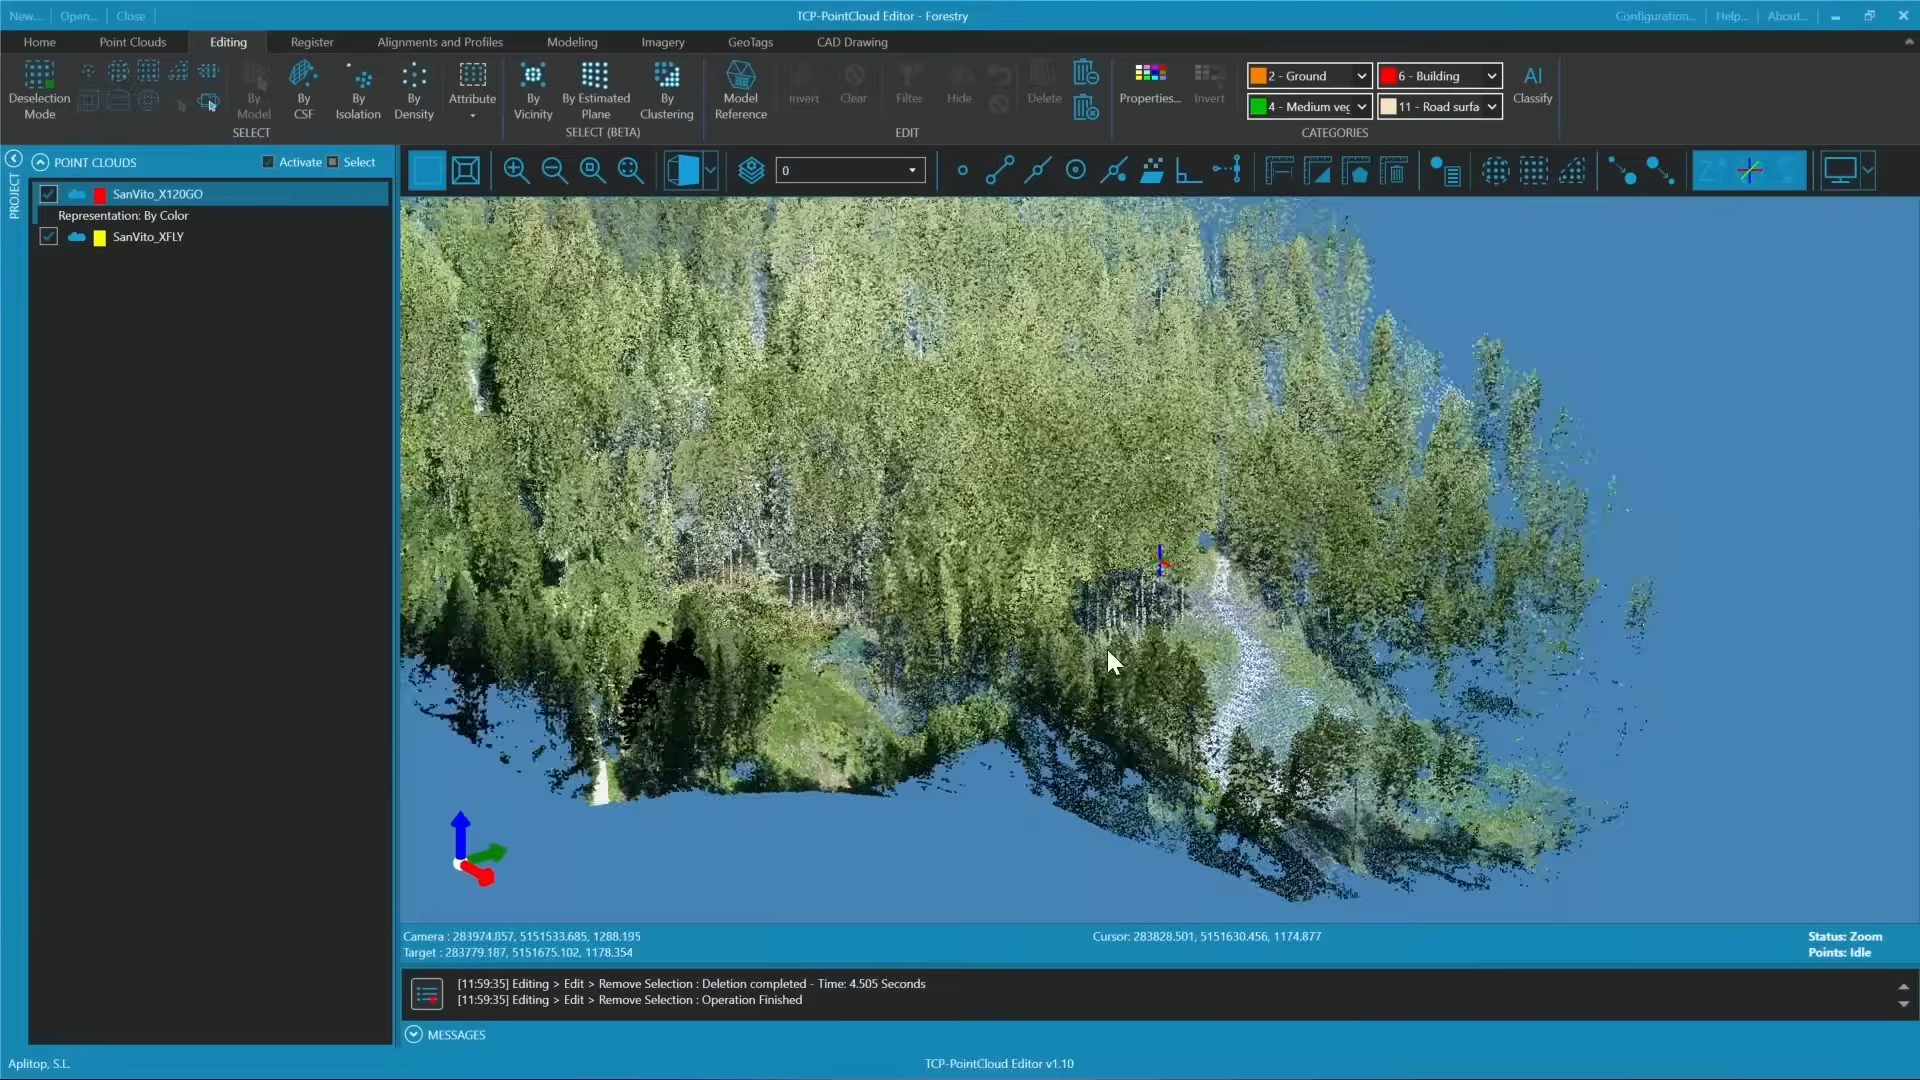 New... Open... Close
TCP-PointCloud Editor - Forestry
Configuration... Help... About...
Home Point Clouds Editing Register Alignments and Profiles Modeling Imagery GeoTags CAD Drawing
Deselection Mode
By Model
By CSF
By Isolation
By Density
Attribute
SELECT
By Vicinity
By Estimated Plane
By Clustering
SELECT (BETA)
Model Reference
Invert
Clear
Filter
Hide
Delete
EDIT
Properties...
Invert
2 - Ground
6 - Building
4 - Medium veg
11 - Road surfa
AI
Classify
CATEGORIES
PROJECT
POINT CLOUDS
Activate
Select
0
SanVito_X120GO
Representation: By Color
SanVito_XFLY
Camera : 283974.857, 5151533.685, 1288.195
Target : 283779.187, 5151675.102, 1178.354
Cursor: 283828.501, 5151630.456, 1174.877
Status: Zoom
Points: Idle
[11:59:35] Editing > Edit > Remove Selection : Deletion completed - Time: 4.505 Seconds
[11:59:35] Editing > Edit > Remove Selection : Operation Finished
MESSAGES
Aplitop, S.L.
TCP-PointCloud Editor v1.10